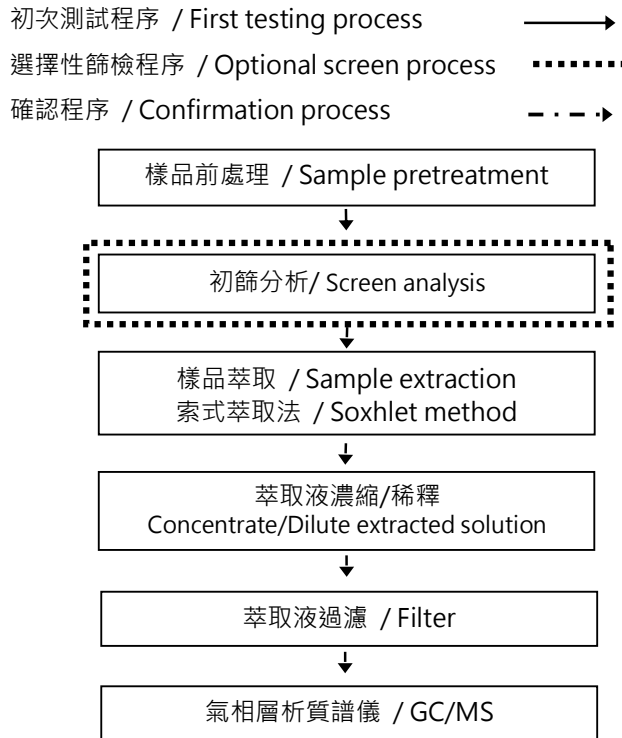 初次測試程序 / First testing process
選擇性篩檢程序 / Optional screen process
確認程序 / Confirmation process
樣品前處理 / Sample pretreatment
初篩分析/ Screen analysis
樣品萃取 / Sample extraction
索式萃取法 / Soxhlet method
萃取液濃縮/稀釋
Concentrate/Dilute extracted solution
萃取液過濾 / Filter
氣相層析質譜儀 / GC/MS